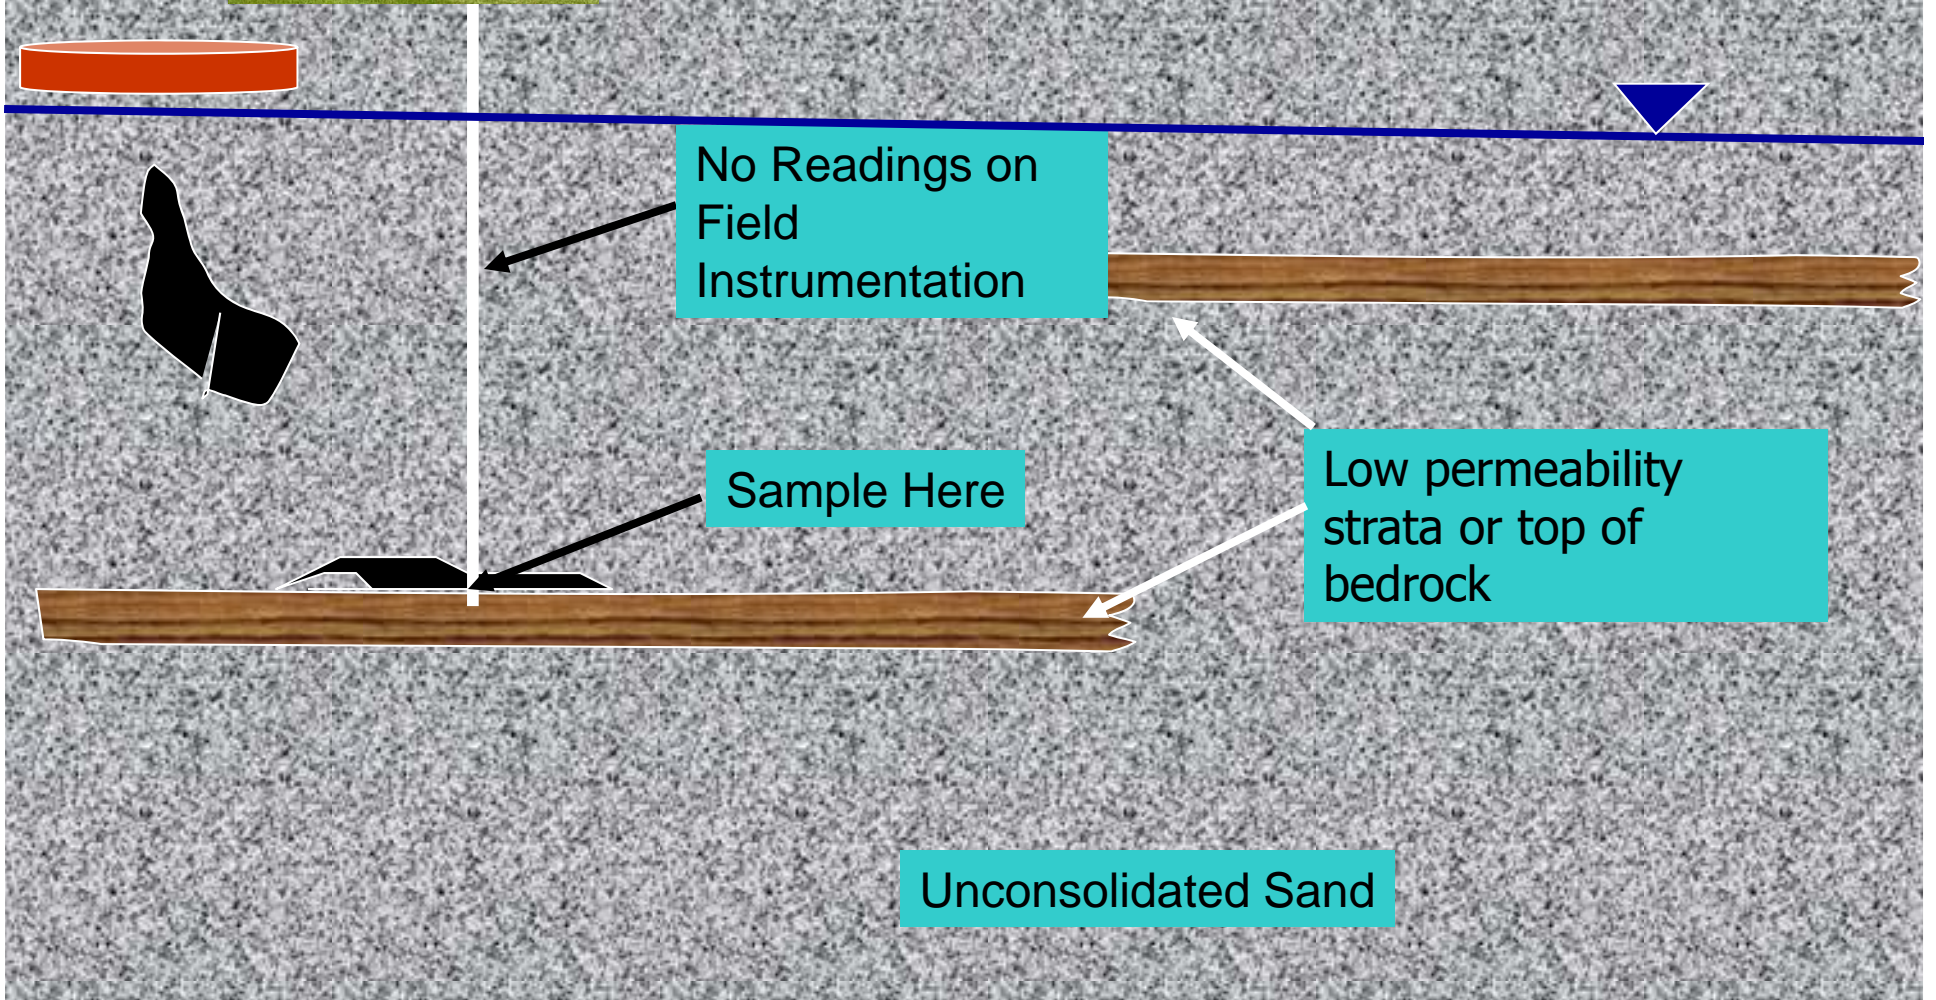 No Readings on
Field
Instrumentation
Sample Here
Low permeability
strata or top of
bedrock
Unconsolidated Sand